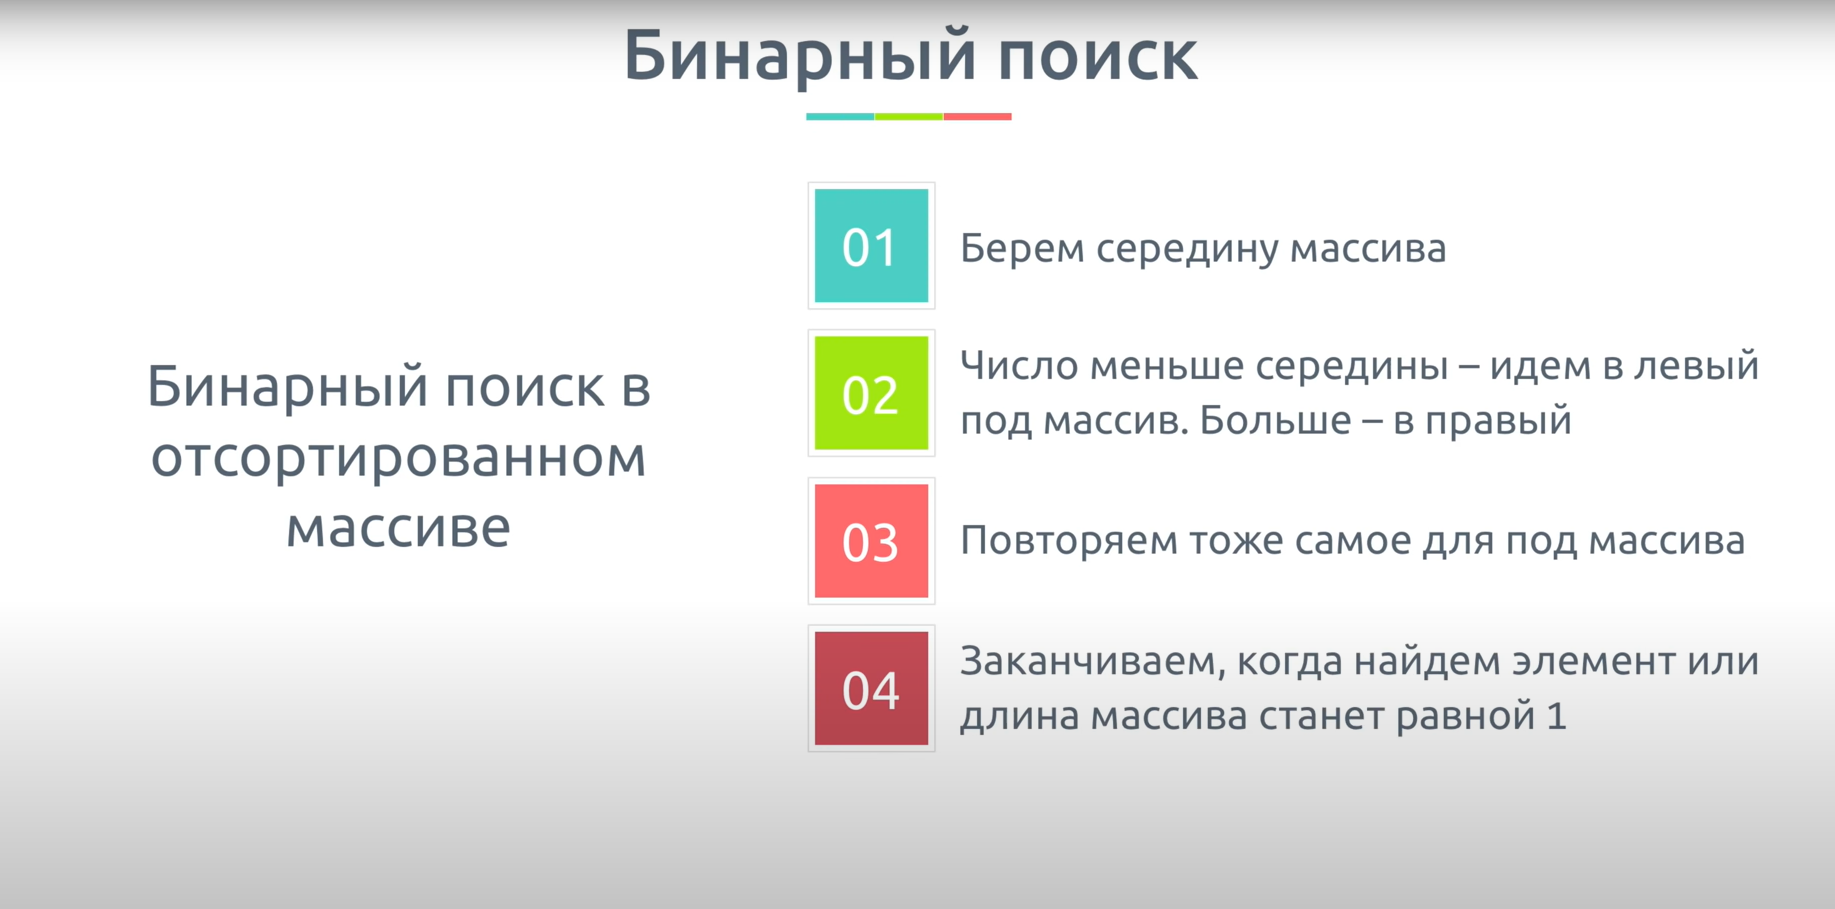 Бинарный поиск
Бинарный поиск в
отсортированном
массиве
01
Берем середину массива
02
Число меньше середины – идем в левый
под массив. Больше – в правый
03
Повторяем тоже самое для под массива
04
Заканчиваем, когда найдем элемент или
длина массива станет равной 1